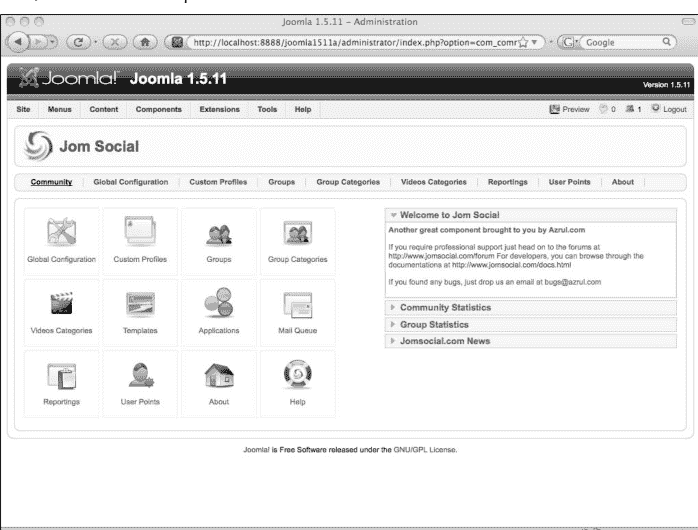 Joomla 1.5.11 – Administration
http://localhost:8888/joomla1511a/administrator/index.php?option=com_comr
Google
Joomla! Joomla 1.5.11
Version 1.5.11
Site Menus Content Components Extensions Tools Help Preview 0 1 Logout
Jom Social
Community Global Configuration Custom Profiles Groups Group Categories Videos Categories Reportings User Points About
Global Configuration Custom Profiles Groups Group Categories
Videos Categories Templates Applications Mail Queue
Reportings User Points About Help
Welcome to Jom Social
Another great component brought to you by Azrul.com
If you require professional support just head on to the forums at
http://www.jomsocial.com/forum For developers, you can browse through the
documentations at http://www.jomsocial.com/docs.html
If you found any bugs, just drop us an email at bugs@azrul.com
Community Statistics
Group Statistics
Jomsocial.com News
Joomla! is Free Software released under the GNU/GPL License.